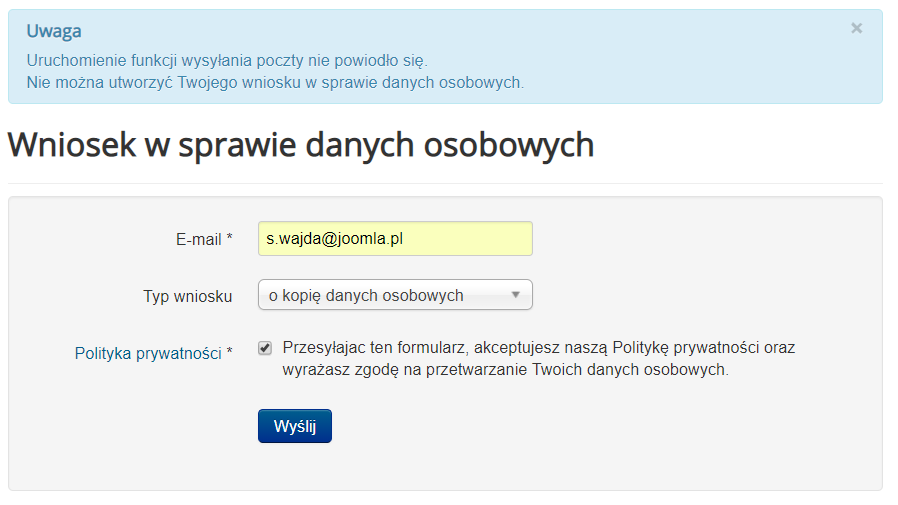 Uwaga
×
Uruchomienie funkcji wysyłania poczty nie powiodło się.
Nie można utworzyć Twojego wniosku w sprawie danych osobowych.
Wniosek w sprawie danych osobowych
E-mail *
s.wajda@joomla.pl
Typ wniosku
o kopię danych osobowych
Polityka prywatności *
Przesyłajac ten formularz, akceptujesz naszą Politykę prywatności oraz
wyrażasz zgodę na przetwarzanie Twoich danych osobowych.
Wyślij